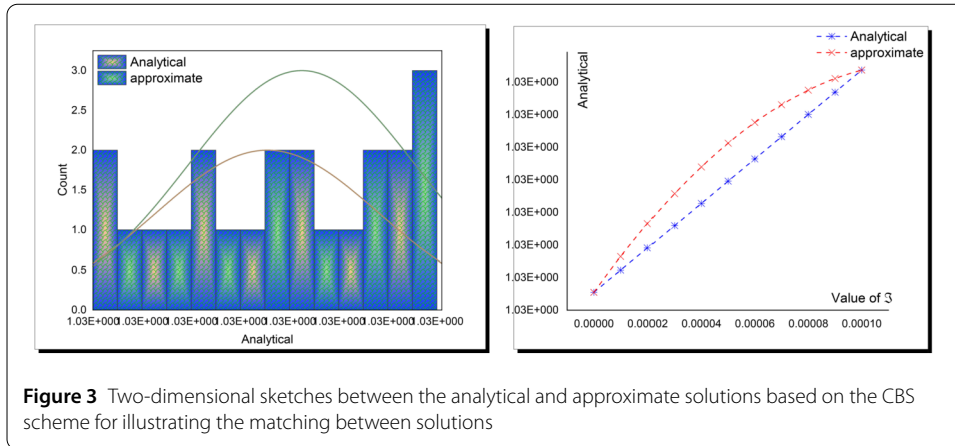 Analytical
approximate
3.0
2.5
2.0
1.5
1.0
0.5
0.0
Count
1.03E+000 1.03E+000 1.03E+000 1.03E+000 1.03E+000 1.03E+000 1.03E+000 1.03E+000
Analytical
Analytical
approximate
Analytical
1.03E+000
1.03E+000
1.03E+000
1.03E+000
1.03E+000
1.03E+000
1.03E+000
1.03E+000
Value of ℑ
0.00000 0.00002 0.00004 0.00006 0.00008 0.00010
Figure 3 Two-dimensional sketches between the analytical and approximate solutions based on the CBS
scheme for illustrating the matching between solutions